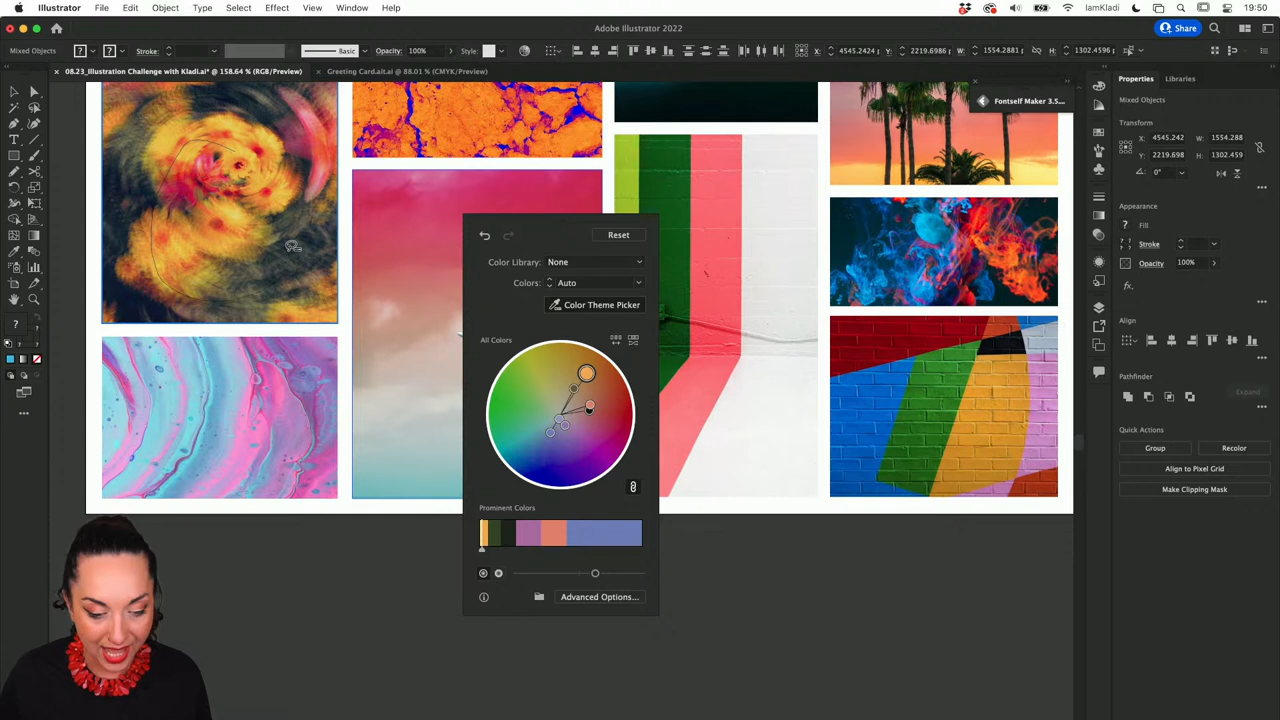 Illustrator File Edit Object Type Select Effect View Window Help
IamKladi 19:50
Adobe Illustrator 2022
Share
Mixed Objects Stroke: Basic Opacity: 100% Style: X: 4545.2424 Y: 2219.6986 W: 1554.2881 H: 1302.4596
08.23_Illustration Challenge with Kladi.ai* @ 158.64 % (RGB/Preview)
Greeting Card.ait.ai @ 88.01 % (CMYK/Preview)
Fontself Maker 3.5...
Reset
Color Library: None
Colors: Auto
Color Theme Picker
All Colors
Prominent Colors
Advanced Options...
Properties Libraries
Mixed Objects
Transform
X: 4545.242 W: 1554.288
Y: 2219.698 H: 1302.459
0°
Appearance
Fill
Stroke
Opacity 100%
fx.
Align
Pathfinder
Expand
Quick Actions
Group Recolor
Align to Pixel Grid
Make Clipping Mask